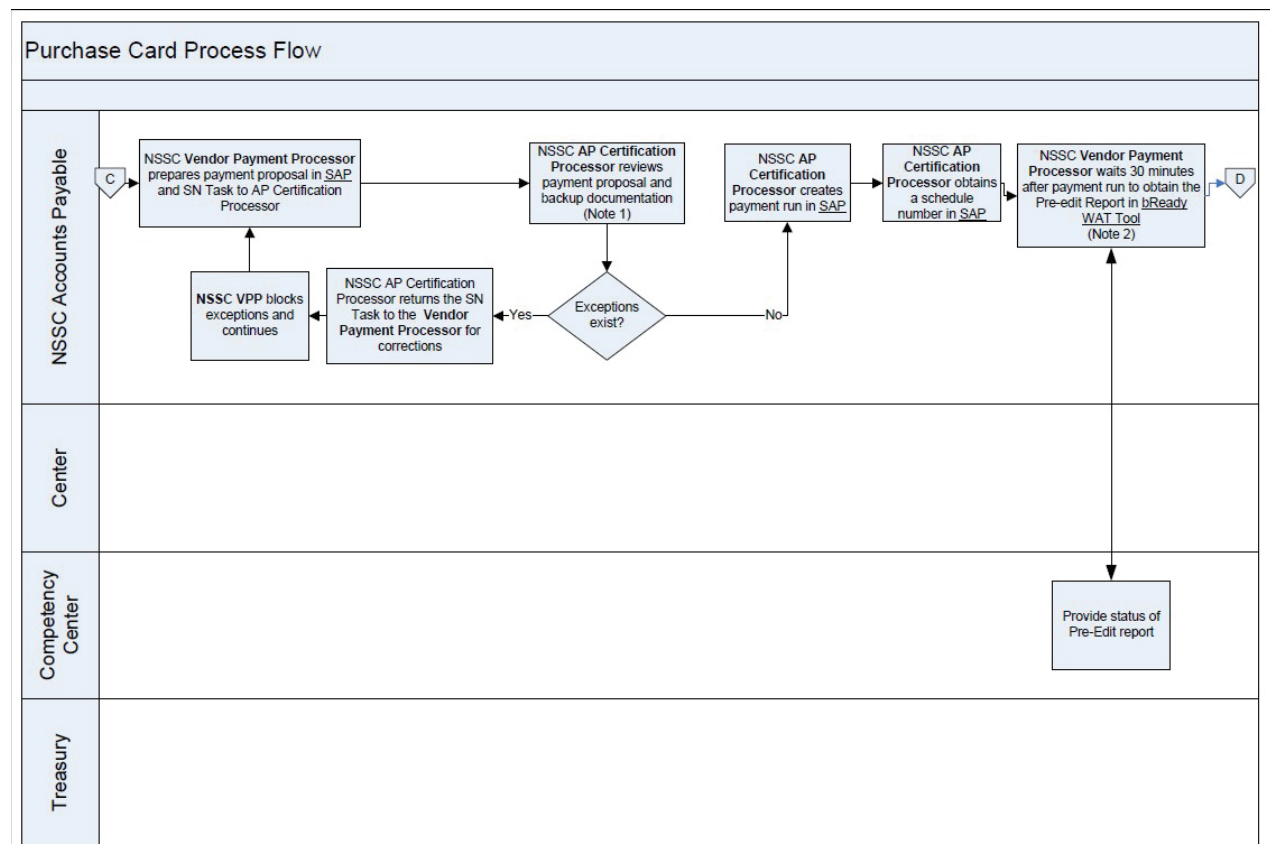 Purchase Card Process Flow
NSSC Accounts Payable
C
NSSC Vendor Payment Processor
prepares payment proposal in SAP
and SN Task to AP Certification
Processor
NSSC AP Certification
Processor reviews
payment proposal and
backup documentation
(Note 1)
NSSC AP
Certification
Processor creates
payment run in SAP
NSSC AP
Certification
Processor obtains
a schedule
number in SAP
NSSC Vendor Payment
Processor waits 30 minutes
after payment run to obtain the
Pre-edit Report in bReady
WAT Tool
(Note 2)
D
NSSC VPP blocks
exceptions and
continues
NSSC AP Certification
Processor returns the SN
Task to the Vendor
Payment Processor for
corrections
Yes
Exceptions
exist?
No
Center
Competency
Center
Provide status of
Pre-Edit report
Treasury